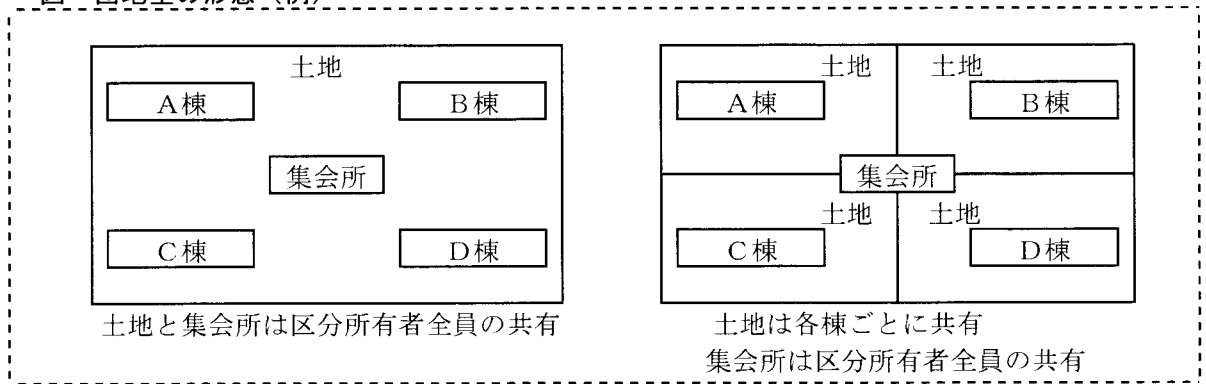 土地
A棟
B棟
集会所
C棟
D棟
土地と集会所は区分所有者全員の共有
土地
土地
A棟
B棟
集会所
土地
土地
C棟
D棟
土地は各棟ごとに共有
集会所は区分所有者全員の共有